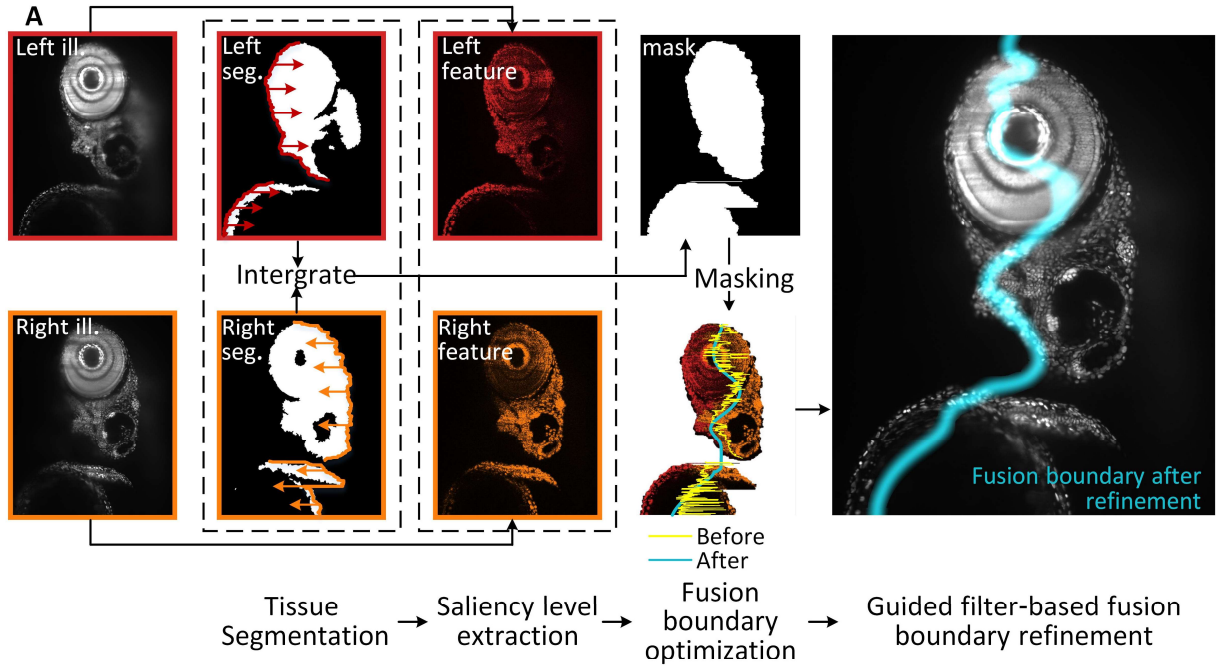 A
Left ill.
Left
seg.
Left
feature
mask
Intergrate
Masking
Right ill.
Right
seg.
Right
feature
Before
After
Fusion boundary after
refinement
Tissue
Segmentation
Saliency level
extraction
Fusion
boundary
optimization
Guided filter-based fusion
boundary refinement